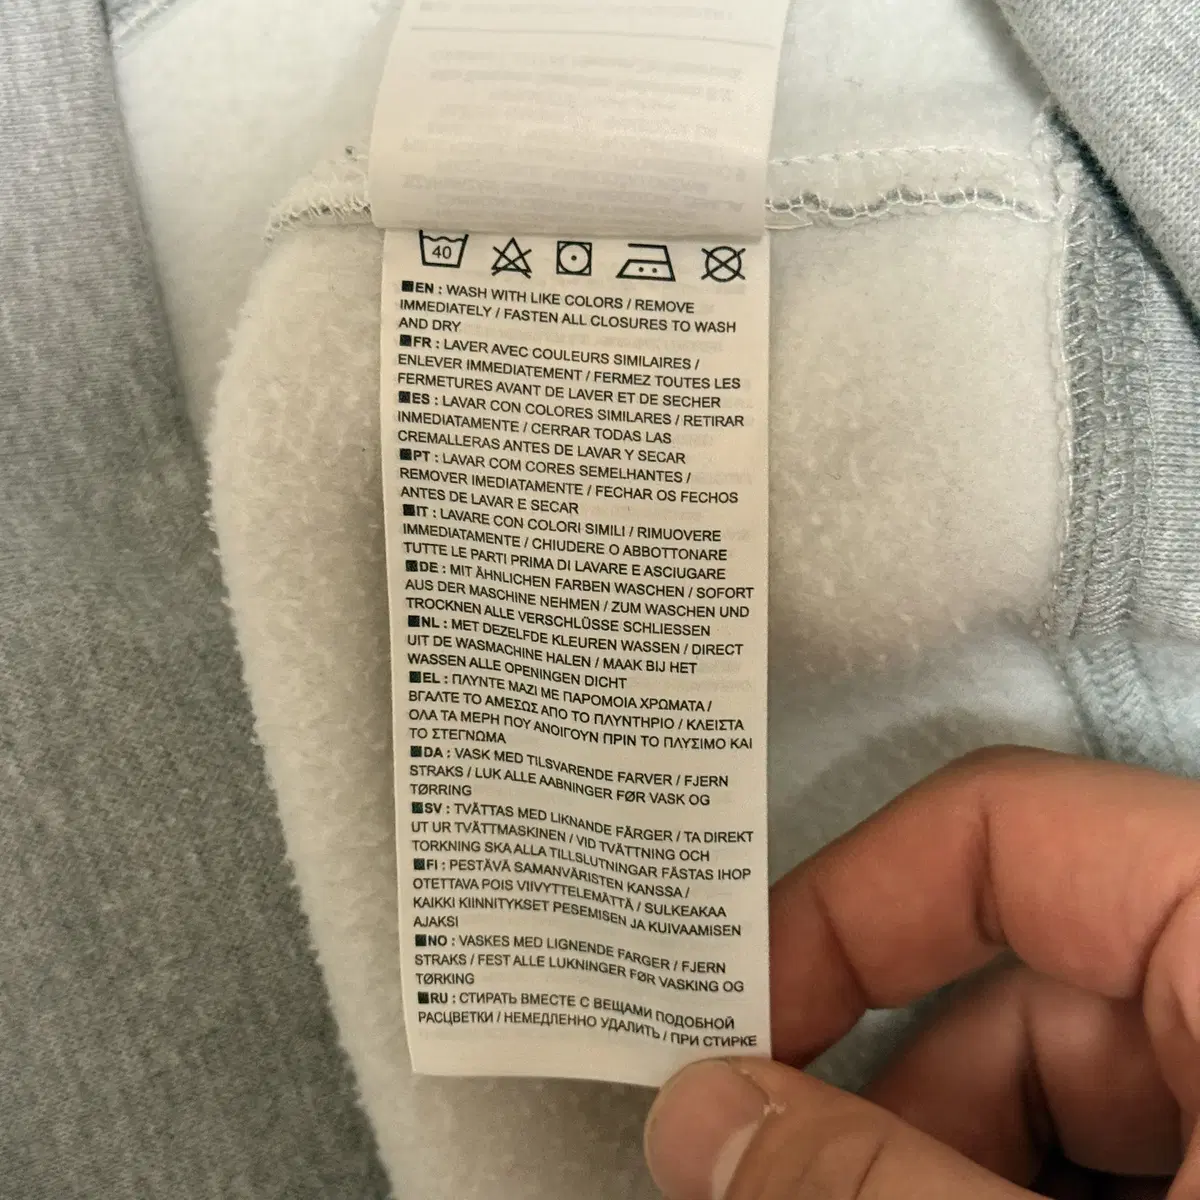 40
EN : WASH WITH LIKE COLORS / REMOVE
IMMEDIATELY / FASTEN ALL CLOSURES TO WASH
AND DRY
FR : LAVER AVEC COULEURS SIMILAIRES /
ENLEVER IMMEDIATEMENT / FERMEZ TOUTES LES
FERMETURES AVANT DE LAVER ET DE SECHER
ES : LAVAR CON COLORES SIMILARES / RETIRAR
INMEDIATAMENTE / CERRAR TODAS LAS
CREMALLERAS ANTES DE LAVAR Y SECAR
PT : LAVAR COM CORES SEMELHANTES /
REMOVER IMEDIATAMENTE / FECHAR OS FECHOS
ANTES DE LAVAR E SECAR
IT : LAVARE CON COLORI SIMILI / RIMUOVERE
IMMEDIATAMENTE / CHIUDERE O ABBOTTONARE
TUTTE LE PARTI PRIMA DI LAVARE E ASCIUGARE
DE : MIT ÄHNLICHEN FARBEN WASCHEN / SOFORT
AUS DER MASCHINE NEHMEN / ZUM WASCHEN UND
TROCKNEN ALLE VERSCHLÜSSE SCHLIESSEN
NL : MET DEZELFDE KLEUREN WASSEN / DIRECT
UIT DE WASMACHINE HALEN / MAAK BIJ HET
WASSEN ALLE OPENINGEN DICHT
EL : ΠΛΥΝΤΕ ΜΑΖΙ ΜΕ ΠΑΡΟΜΟΙΑ ΧΡΩΜΑΤΑ /
ΒΓΑΛΤΕ ΤΟ ΑΜΕΣΩΣ ΑΠΟ ΤΟ ΠΛΥΝΤΗΡΙΟ / ΚΛΕΙΣΤΑ
ΟΛΑ ΤΑ ΜΕΡΗ ΠΟΥ ΑΝΟΙΓΟΥΝ ΠΡΙΝ ΤΟ ΠΛΥΣΙΜΟ ΚΑΙ
ΤΟ ΣΤΕΓΝΩΜΑ
DA : VASK MED TILSVARENDE FARVER / FJERN
STRAKS / LUK ALLE AABNINGER FØR VASK OG
TØRRING
SV : TVÄTTAS MED LIKNANDE FÄRGER / TA DIREKT
UT UR TVÄTTMASKINEN / VID TVÄTTNING OCH
TORKNING SKA ALLA TILLSLUTNINGAR FÄSTAS IHOP
FI : PESTÄVÄ SAMANVÄRISTEN KANSSA /
OTETTAVA POIS VIIVYTTELEMÄTTÄ / SULKEAKAA
KAIKKI KIINNITYKSET PESEMISEN JA KUIVAAMISEN
AJAKSI
NO : VASKES MED LIGNENDE FARGER / FJERN
STRAKS / FEST ALLE LUKNINGER FØR VASKING OG
TØRKING
RU : СТИРАТЬ ВМЕСТЕ С ВЕЩАМИ ПОДОБНОЙ
РАСЦВЕТКИ / НЕМЕДЛЕННО УДАЛИТЬ / ПРИ СТИРКЕ